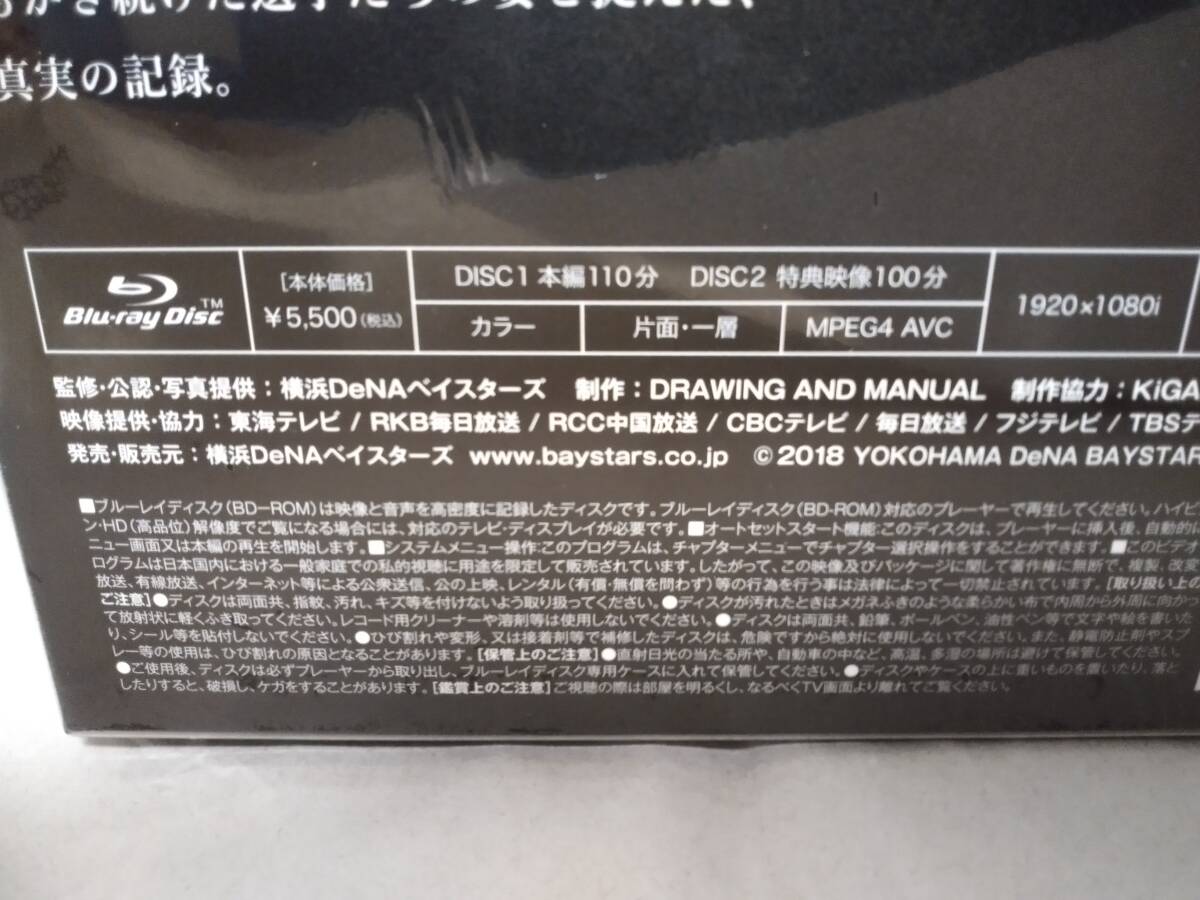 続けた選手たちの姿を捉えた、
真実の記録。
Blu-ray Disc™
[本体価格]
¥5,500(税込)
DISC1 本編110分 DISC2 特典映像100分
カラー
片面・一層
MPEG4 AVC
1920×1080i
監修・公認・写真提供：横浜DeNAベイスターズ 制作：DRAWING AND MANUAL 制作協力：KiGA
映像提供・協力：東海テレビ / RKB毎日放送 / RCC中国放送 / CBCテレビ / 毎日放送 / フジテレビ / TBSテ
発売・販売元：横浜DeNAベイスターズ www.baystars.co.jp ©2018 YOKOHAMA DeNA BAYSTAR
■ブルーレイディスク(BD-ROM)は映像と音声を高密度に記録したディスクです。ブルーレイディスク(BD-ROM)対応のプレーヤーで再生してください。ハイビ
ン・HD(高品位)解像度でご覧になる場合には、対応のテレビ・ディスプレイが必要です。■オートセットスタート機能:このディスクは、プレーヤーに挿入後、自動的
ニュー画面又は本編の再生を開始します。■システムメニュー操作:このプログラムは、チャプターメニューでチャプター選択操作をすることができます。■このビデオ
ログラムは日本国内における一般家庭での私的視聴に用途を限定して販売されています。したがって、この映像及びパッケージに関して著作権に無断で、複製、改変
放送、有線放送、インターネット等による公衆送信、公の上映、レンタル(有償・無償を問わず)等の行為を行う事は法律によって一切禁止されています。[取り扱い上の
ご注意]●ディスクは両面共、指紋、汚れ、キズ等を付けないよう取り扱ってください。●ディスクが汚れたときはメガネふきのような柔らかい布で内周から外周に向かっ
て放射状に軽くふき取ってください。レコード用クリーナーや溶剤等は使用しないでください。●ディスクは両面共、鉛筆、ボールペン、油性ペン等で文字や絵を書いた
り、シール等を貼付しないでください。●ひび割れや変形、又は接着剤等で補修したディスクは、危険ですから絶対に使用しないでください。また、静電防止剤やスプ
レー等の使用は、ひび割れの原因となることがあります。[保管上のご注意]●直射日光の当たる所や、自動車の中など、高温、多湿の場所は避けて保管してください。
●ご使用後、ディスクは必ずプレーヤーから取り出し、ブルーレイディスク専用ケースに入れて保管してください。●ディスクやケースの上に重いものを置いたり、落と
したりすると、破損し、ケガをすることがあります。[鑑賞上のご注意]ご視聴の際は部屋を明るくし、なるべくTV画面より離れてご覧ください。